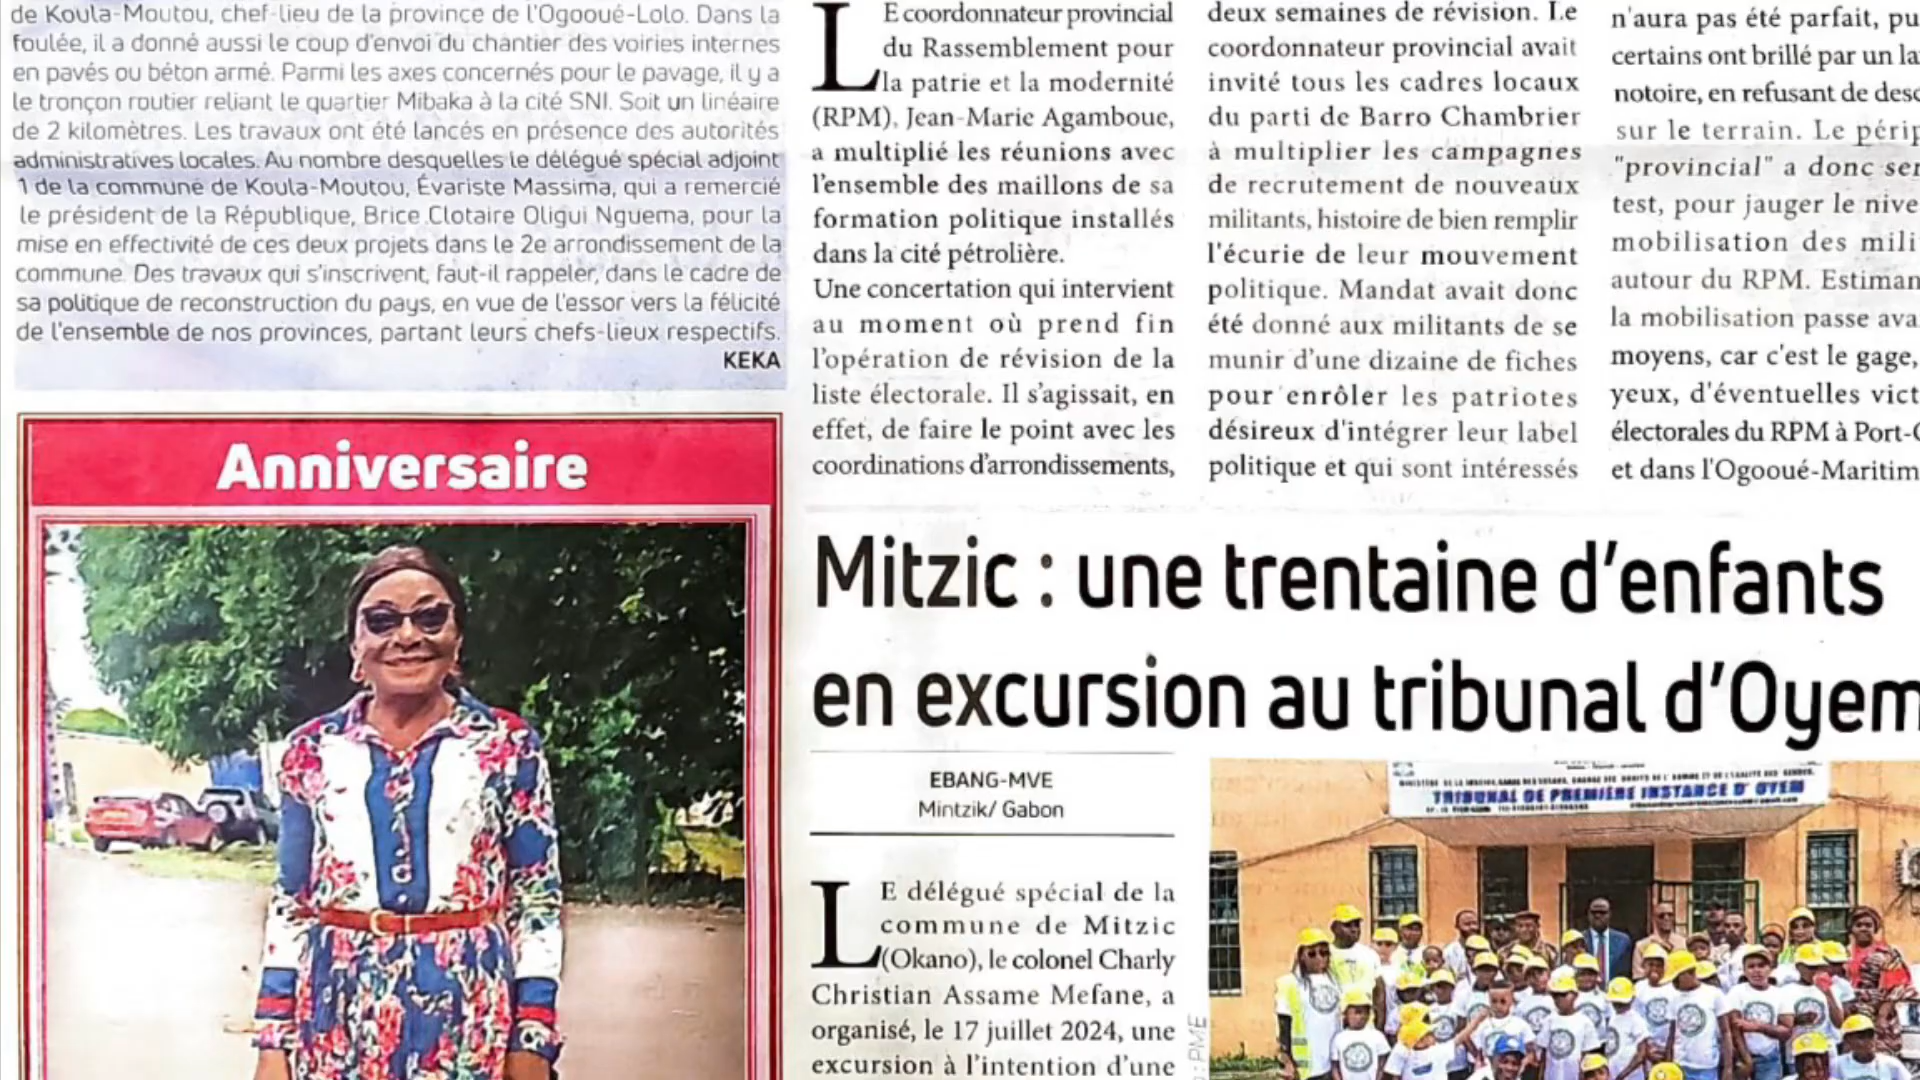 de Koula-Moutou, chef-lieu de la province de l'Ogooué-Lolo. Dans la
foulée, il a donné aussi le coup d'envoi du chantier des voiries internes
en pavés ou béton armé. Parmi les axes concernés pour le pavage, il y a
le tronçon routier reliant le quartier Mibaka à la cité SNI. Soit un linéaire
de 2 kilomètres. Les travaux ont été lancés en présence des autorités
administratives locales. Au nombre desquelles le délégué spécial adjoint
1 de la commune de Koula-Moutou, Évariste Massima, qui a remercié
le président de la République, Brice Clotaire Oligui Nguema, pour la
mise en effectivité de ces deux projets dans le 2e arrondissement de la
commune. Des travaux qui s'inscrivent, faut-il rappeler, dans le cadre de
sa politique de reconstruction du pays, en vue de l'essor vers la félicité
de l'ensemble de nos provinces, partant leurs chefs-lieux respectifs.
KEKA
Anniversaire
LE coordonnateur provincial
du Rassemblement pour
la patrie et la modernité
(RPM), Jean-Marie Agamboue,
a multiplié les réunions avec
l'ensemble des maillons de sa
formation politique installés
dans la cité pétrolière.
Une concertation qui intervient
au moment où prend fin
l'opération de révision de la
liste électorale. Il s'agissait, en
effet, de faire le point avec les
coordinations d'arrondissements,
deux semaines de révision. Le
coordonnateur provincial avait
invité tous les cadres locaux
du parti de Barro Chambrier
à multiplier les campagnes
de recrutement de nouveaux
militants, histoire de bien remplir
l'écurie de leur mouvement
politique. Mandat avait donc
été donné aux militants de se
munir d'une dizaine de fiches
pour enrôler les patriotes
désireux d'intégrer leur label
politique et qui sont intéressés
n'aura pas été parfait, pu
certains ont brillé par un la
notoire, en refusant de desc
sur le terrain. Le périp
"provincial" a donc ser
test, pour jauger le nive
mobilisation des mili
autour du RPM. Estiman
la mobilisation passe ava
moyens, car c'est le gage,
yeux, d'éventuelles vict
électorales du RPM à Port-G
et dans l'Ogooué-Maritim
Mitzic : une trentaine d'enfants
en excursion au tribunal d'Oyem
EBANG-MVE
Mintzik/ Gabon
LE délégué spécial de la
commune de Mitzic
(Okano), le colonel Charly
Christian Assame Mefane, a
organisé, le 17 juillet 2024, une
excursion à l'intention d'une
TRIBUNAL DE PREMIÈRE INSTANCE D' OYEM
: PME